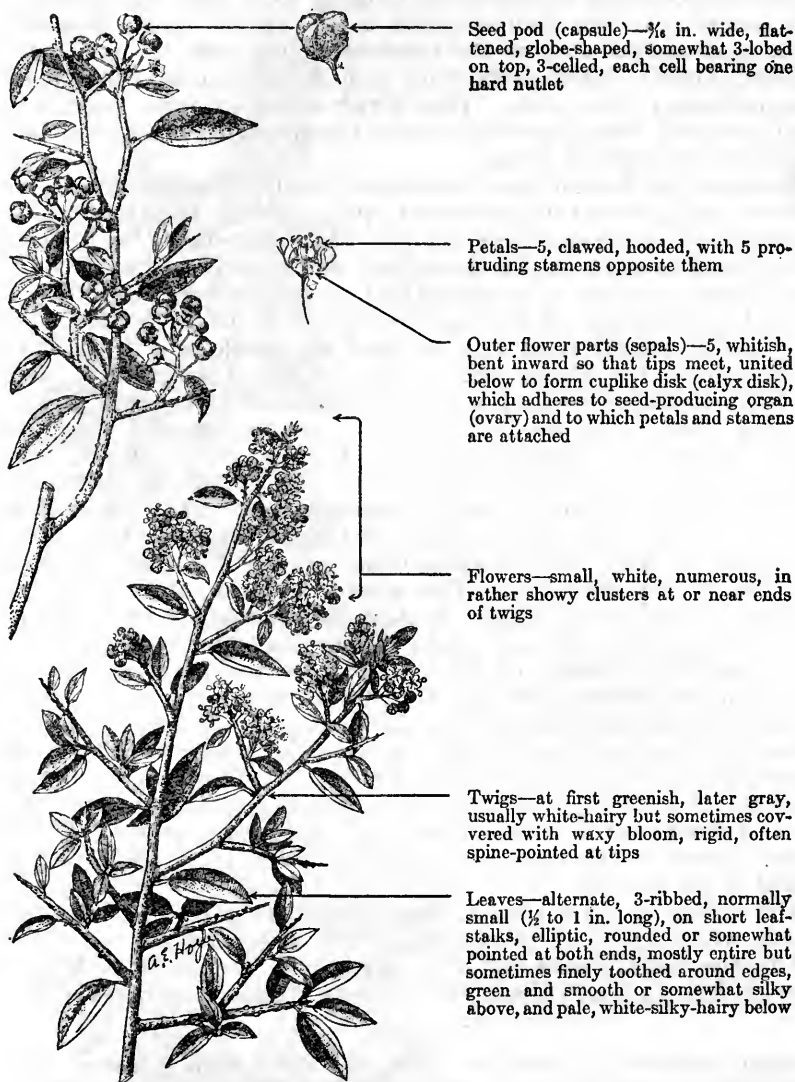 Seed pod (capsule)—3/16 in. wide, flat-
tened, globe-shaped, somewhat 3-lobed
on top, 3-celled, each cell bearing one
hard nutlet
Petals—5, clawed, hooded, with 5 pro-
truding stamens opposite them
Outer flower parts (sepals)—5, whitish,
bent inward so that tips meet, united
below to form cuplike disk (calyx disk),
which adheres to seed-producing organ
(ovary) and to which petals and stamens
are attached
Flowers—small, white, numerous, in
rather showy clusters at or near ends
of twigs
Twigs—at first greenish, later gray,
usually white-hairy but sometimes cov-
vered with waxy bloom, rigid, often
spine-pointed at tips
Leaves—alternate, 3-ribbed, normally
small (½ to 1 in. long), on short leaf-
stalks, elliptic, rounded or somewhat
pointed at both ends, mostly entire but
sometimes finely toothed around edges,
green and smooth or somewhat silky
above, and pale, white-silky-hairy below
A.E. Hoyle